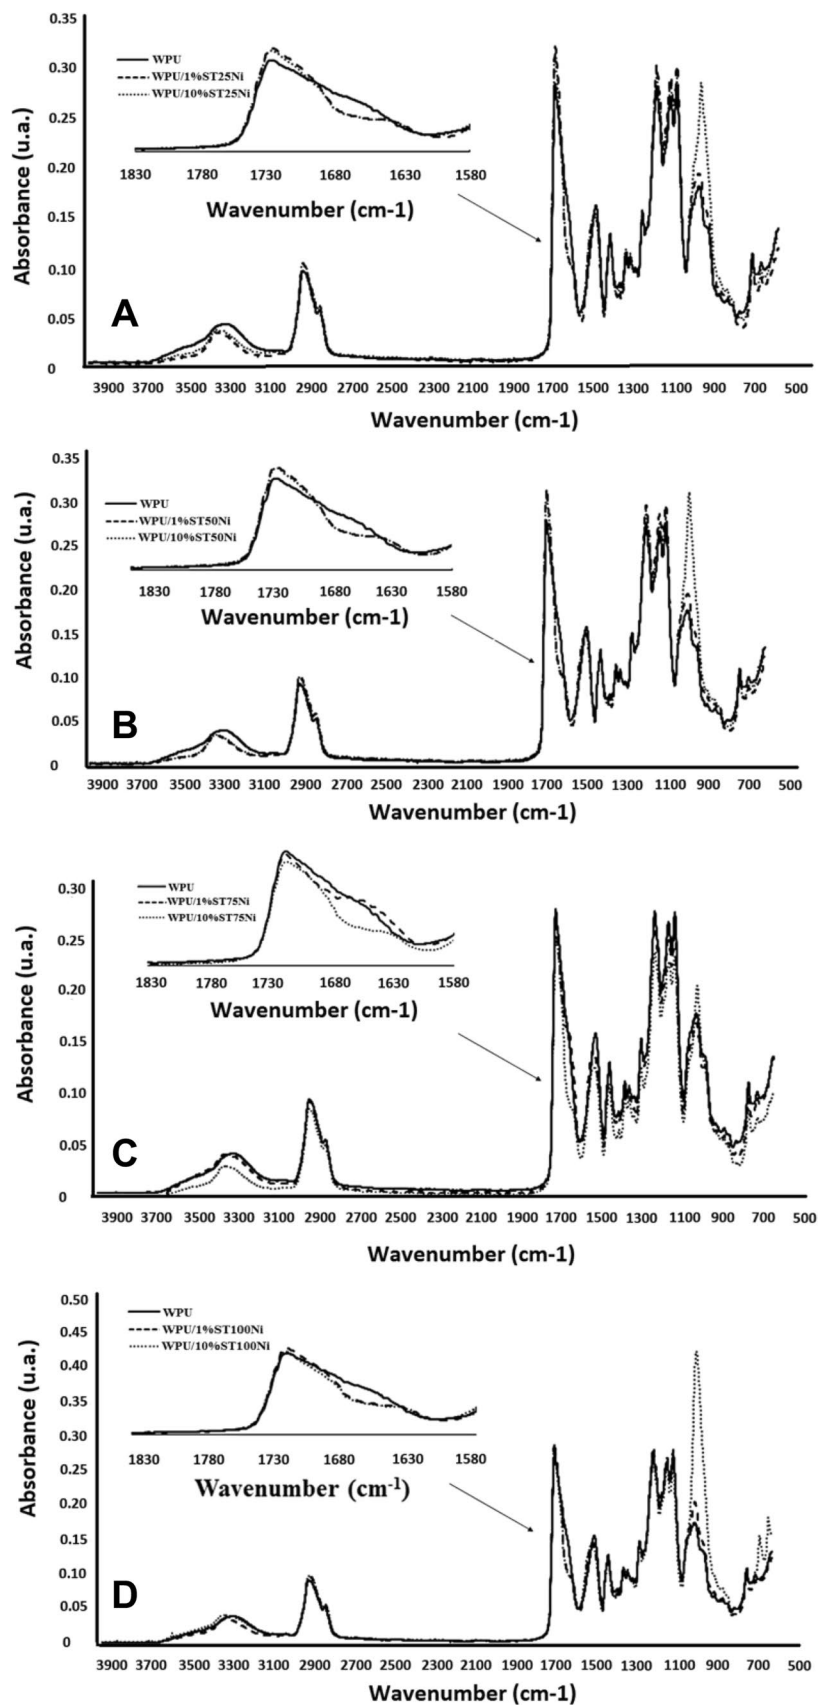 0.35
0.30
0.25
0.20
0.15
0.10
0.05
0
Absorbance (u.a.)
WPU
WPU/1%ST25Ni
WPU/10%ST25Ni
1830 1780 1730 1680 1630 1580
Wavenumber (cm-1)
A
3900 3700 3500 3300 3100 2900 2700 2500 2300 2100 1900 1700 1500 1300 1100 900 700 500
Wavenumber (cm-1)
0.35
0.30
0.25
0.20
0.15
0.10
0.05
0
Absorbance (u.a.)
WPU
WPU/1%ST50Ni
WPU/10%ST50Ni
1830 1780 1730 1680 1630 1580
Wavenumber (cm-1)
B
3900 3700 3500 3300 3100 2900 2700 2500 2300 2100 1900 1700 1500 1300 1100 900 700 500
Wavenumber (cm-1)
0.30
0.25
0.20
0.15
0.10
0.05
0
Absorbance (u.a.)
WPU
WPU/1%ST75Ni
WPU/10%ST75Ni
1830 1780 1730 1680 1630 1580
Wavenumber (cm-1)
C
3900 3700 3500 3300 3100 2900 2700 2500 2300 2100 1900 1700 1500 1300 1100 900 700 500
Wavenumber (cm-1)
0.50
0.45
0.40
0.35
0.30
0.25
0.20
0.15
0.10
0.05
0
Absorbance (u.a.)
WPU
WPU/1%ST100Ni
WPU/10%ST100Ni
1830 1780 1720 1680 1630 1580
Wavenumber (cm-1)
D
3900 3700 3500 3300 3100 2900 2700 2500 2300 2100 1900 1700 1500 1300 1100 900 700 500
Wavenumber (cm-1)